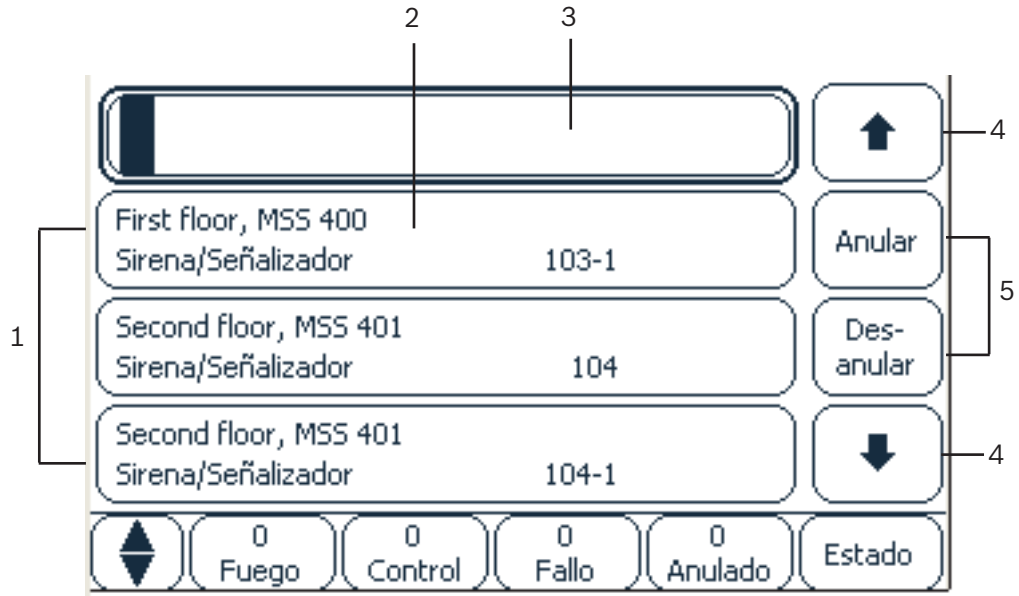 2
3
4
First floor, MSS 400
Sirena/Señalizador 103-1
Anular
5
1
Second floor, MSS 401
Sirena/Señalizador 104
Des-
anular
Second floor, MSS 401
Sirena/Señalizador 104-1
4
0
Fuego
0
Control
0
Fallo
0
Anulado
Estado